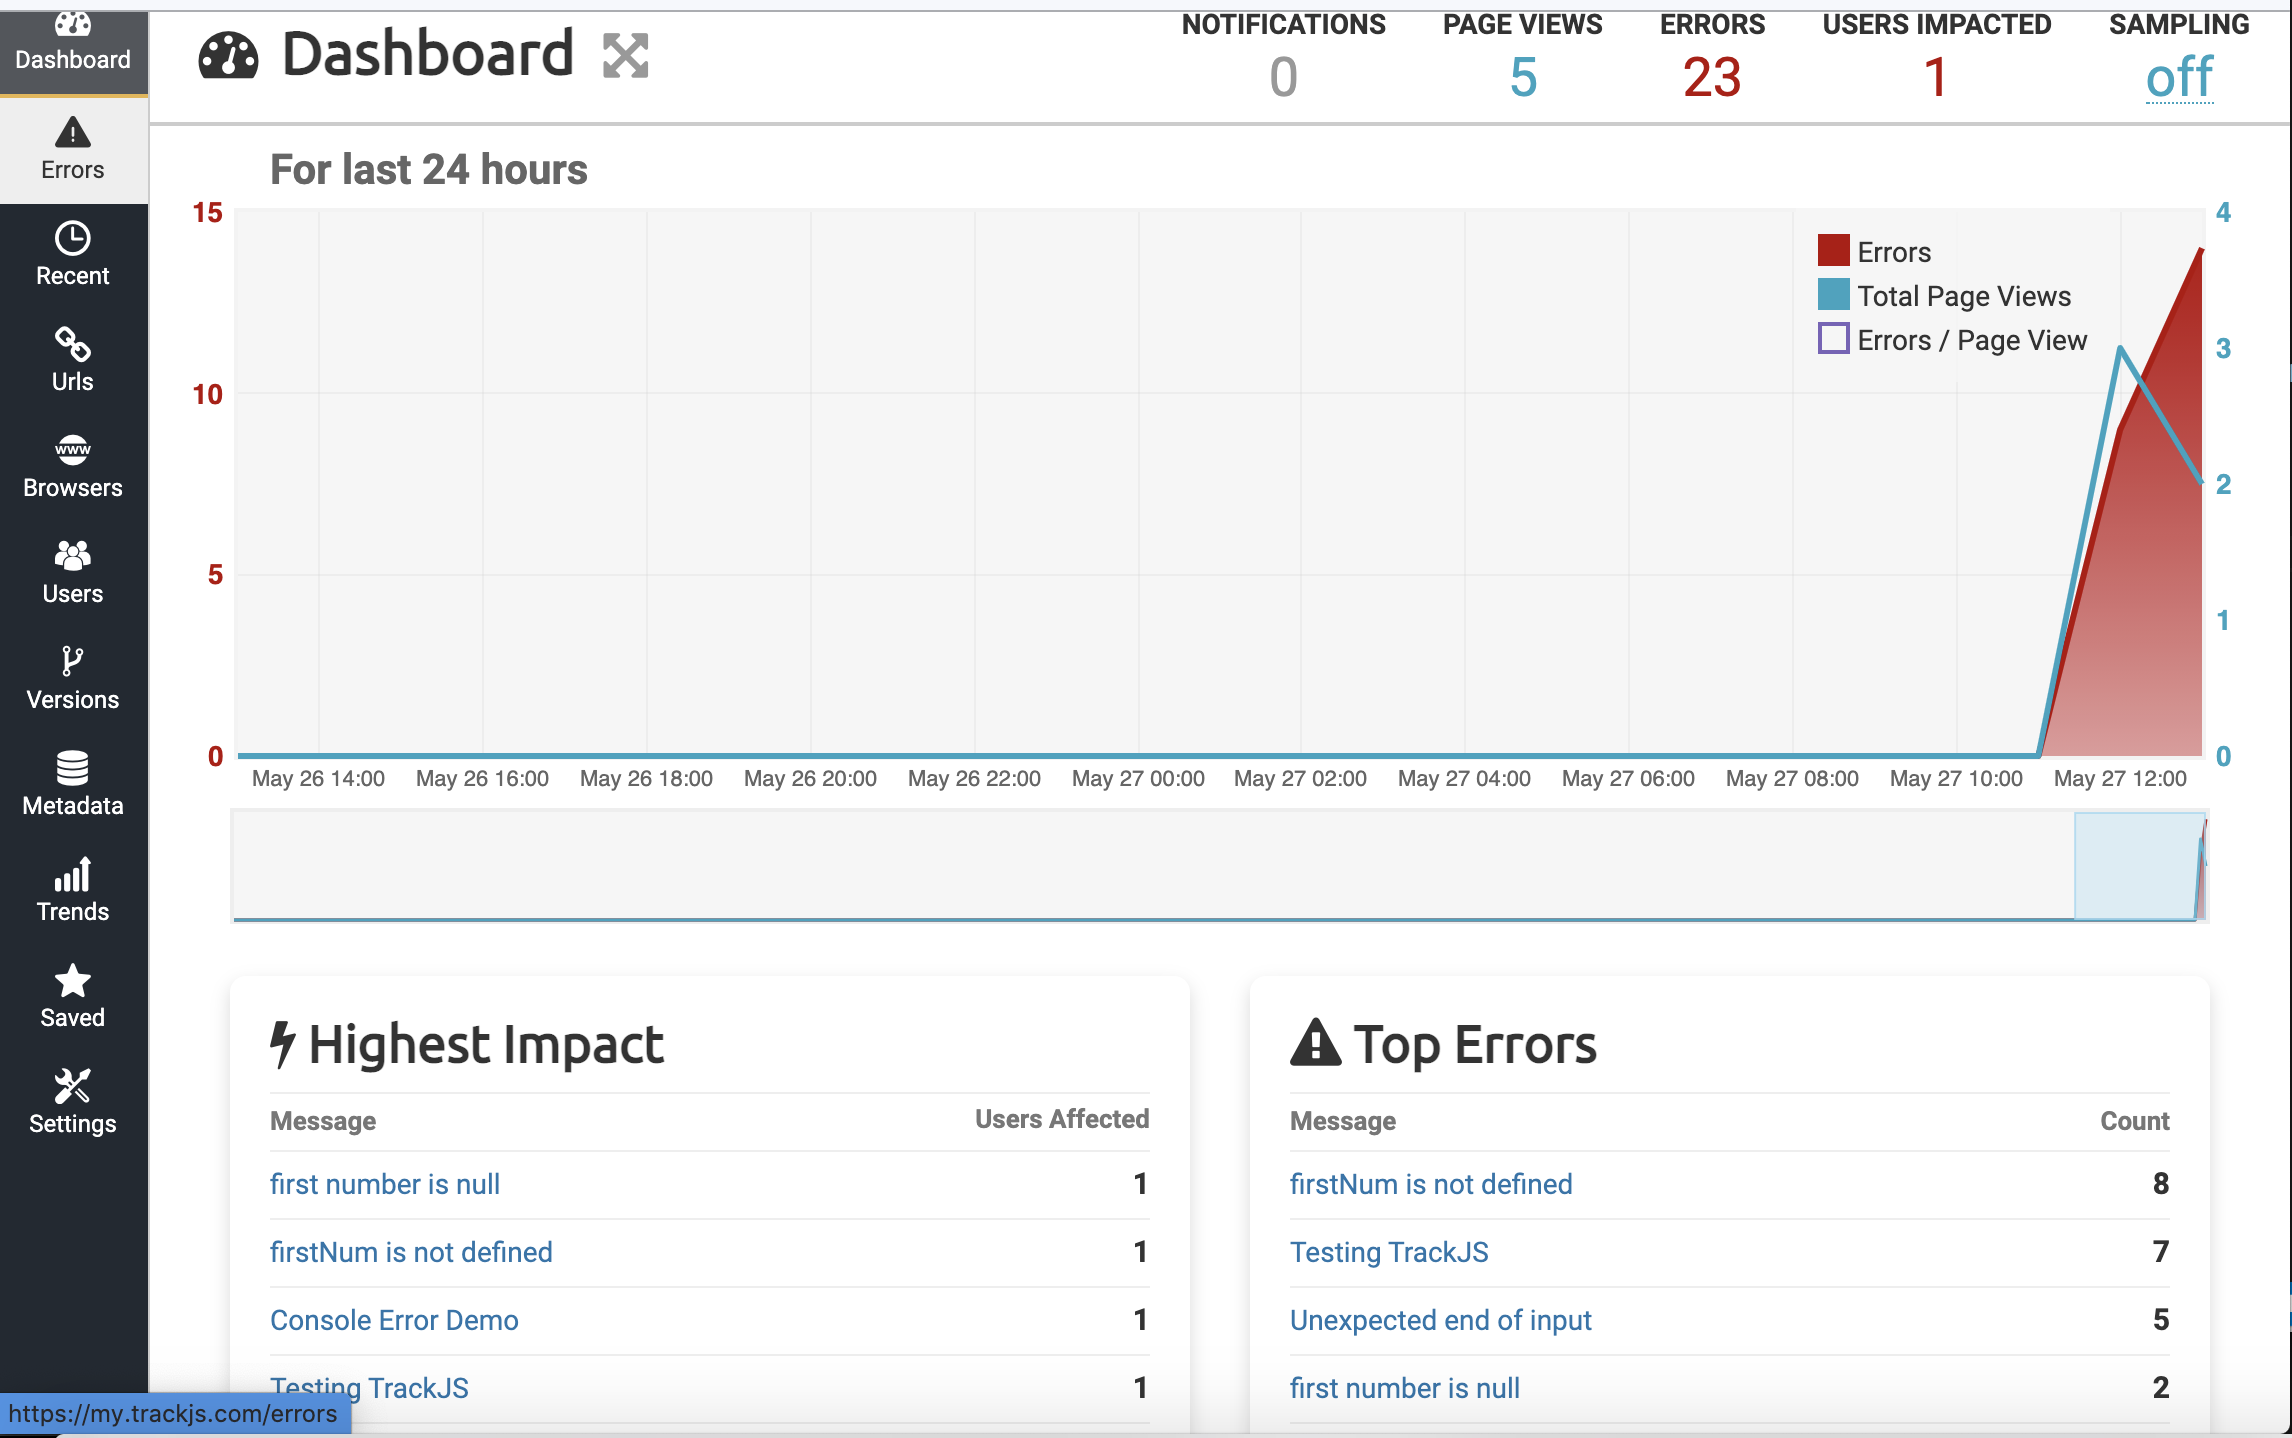 Dashboard
Errors
Recent
Urls
www
Browsers
Users
Versions
Metadata
Trends
Saved
Settings
Dashboard
NOTIFICATIONS PAGE VIEWS ERRORS USERS IMPACTED SAMPLING
0 5 23 1 off
For last 24 hours
15
10
5
0
4
3
2
1
0
Errors
Total Page Views
Errors / Page View
May 26 14:00 May 26 16:00 May 26 18:00 May 26 20:00 May 26 22:00 May 27 00:00 May 27 02:00 May 27 04:00 May 27 06:00 May 27 08:00 May 27 10:00 May 27 12:00
Highest Impact
Message Users Affected
first number is null 1
firstNum is not defined 1
Console Error Demo 1
Testing TrackJS 1
Top Errors
Message Count
firstNum is not defined 8
Testing TrackJS 7
Unexpected end of input 5
first number is null 2
https://my.trackjs.com/errors